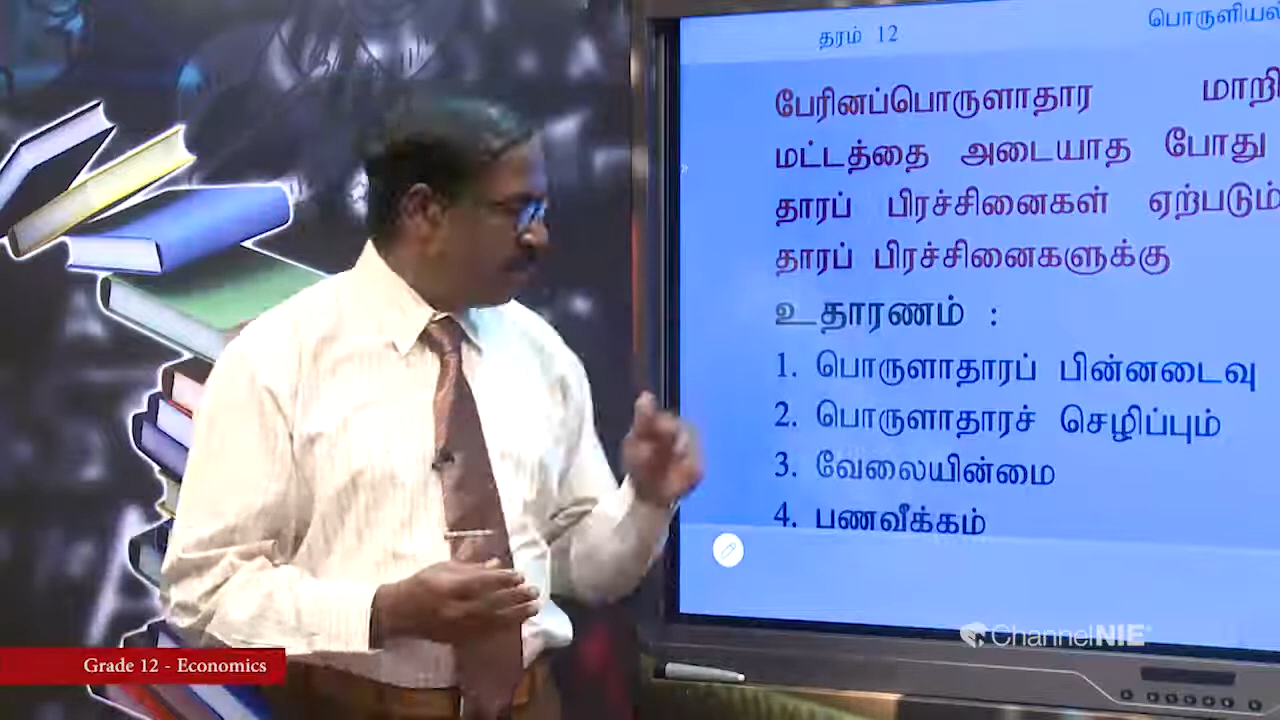 தரம் 12
பொருளியல்
பேரினப்பொருளாதார மாறி
மட்டத்தை அடையாத போது
தாரப் பிரச்சினைகள் ஏற்படும்
தாரப் பிரச்சினைகளுக்கு
உதாரணம் :
1. பொருளாதாரப் பின்னடைவு
2. பொருளாதாரச் செழிப்பும்
3. வேலையின்மை
4. பணவீக்கம்
ChannelNIE
Grade 12 - Economics